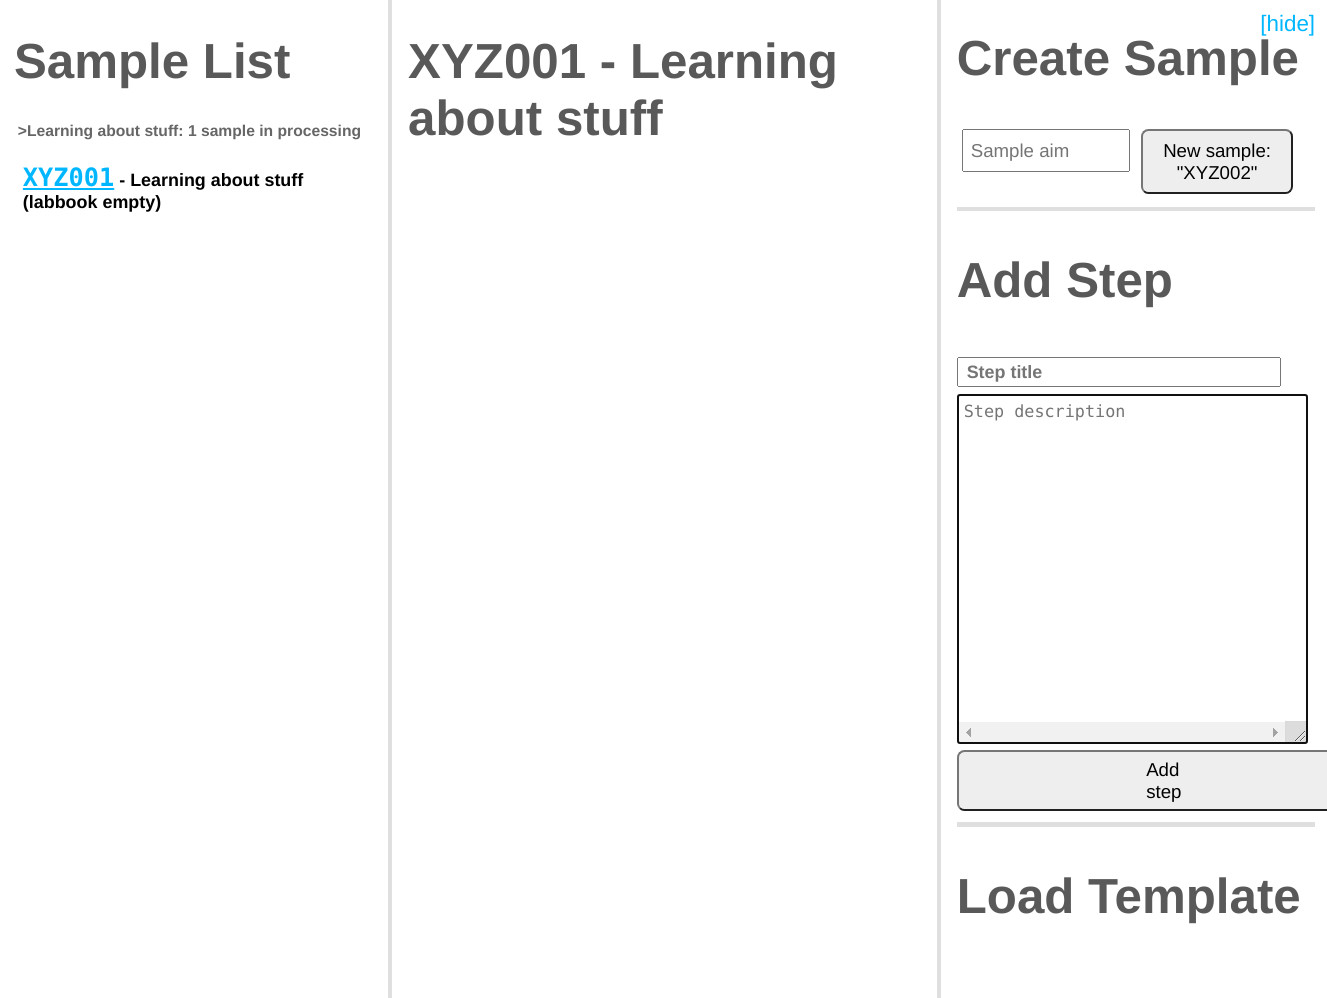 Sample List
>Learning about stuff: 1 sample in processing
XYZ001 - Learning about stuff
(labbook empty)
XYZ001 - Learning
about stuff
[hide]
Create Sample
Sample aim
New sample:
"XYZ002"
Add Step
Step title
Step description
Add
step
Load Template